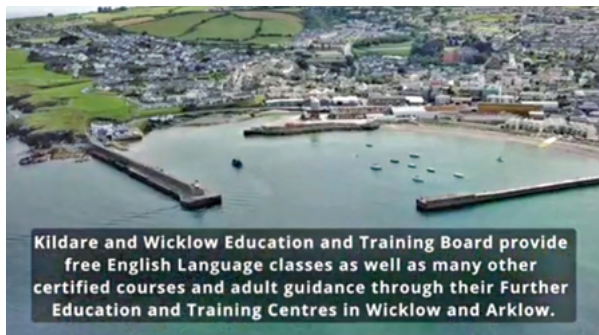 Kildare and Wicklow Education and Training Board provide
free English Language classes as well as many other
certified courses and adult guidance through their Further
Education and Training Centres in Wicklow and Arklow.